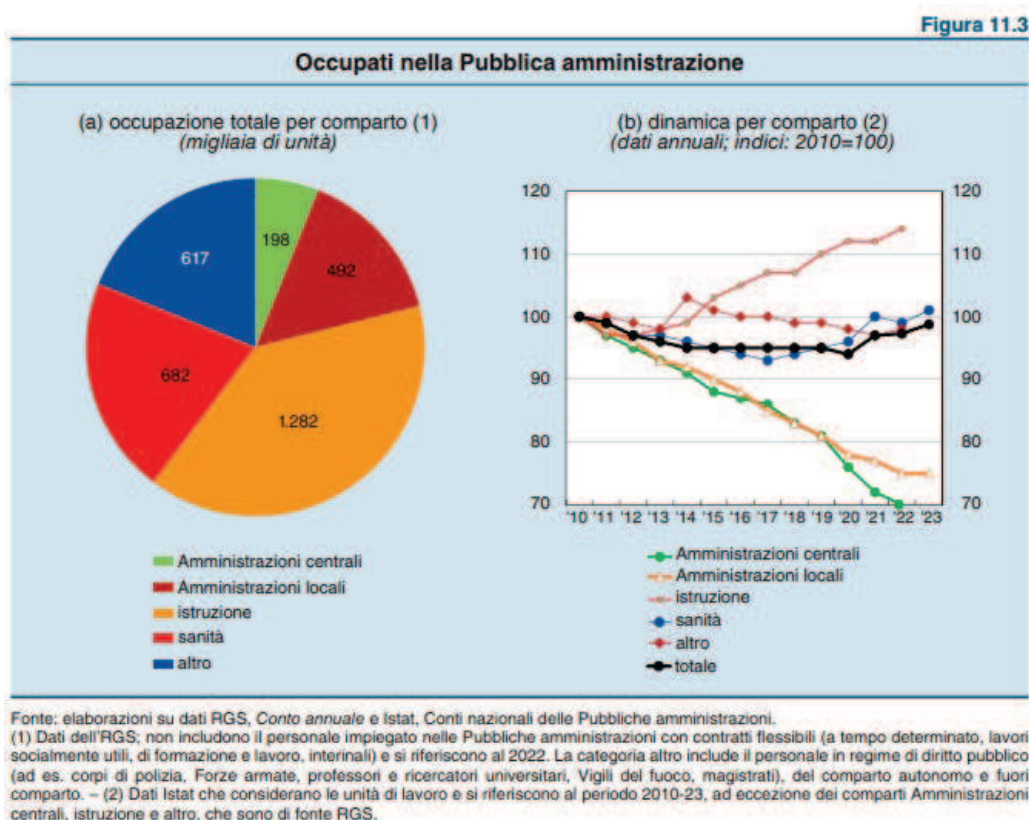 Figura 11.3
Occupati nella Pubblica amministrazione
(a) occupazione totale per comparto (1)
(migliaia di unità)
198
492
617
682
1.282
Amministrazioni centrali
Amministrazioni locali
istruzione
sanità
altro
(b) dinamica per comparto (2)
(dati annuali; indici: 2010=100)
120 120
110 110
100 100
90 90
80 80
70 70
'10 '11 '12 '13 '14 '15 '16 '17 '18 '19 '20 '21 '22 '23
Amministrazioni centrali
Amministrazioni locali
istruzione
sanità
altro
totale
Fonte: elaborazioni su dati RGS, Conto annuale e Istat, Conti nazionali delle Pubbliche amministrazioni.
(1) Dati dell'RGS; non includono il personale impiegato nelle Pubbliche amministrazioni con contratti flessibili (a tempo determinato, lavori
socialmente utili, di formazione e lavoro, interinali) e si riferiscono al 2022. La categoria altro include il personale in regime di diritto pubblico
(ad es. corpi di polizia, Forze armate, professori e ricercatori universitari, Vigili del fuoco, magistrati), del comparto autonomo e fuori
comparto. – (2) Dati Istat che considerano le unità di lavoro e si riferiscono al periodo 2010-23, ad eccezione dei comparti Amministrazioni
centrali, istruzione e altro, che sono di fonte RGS.